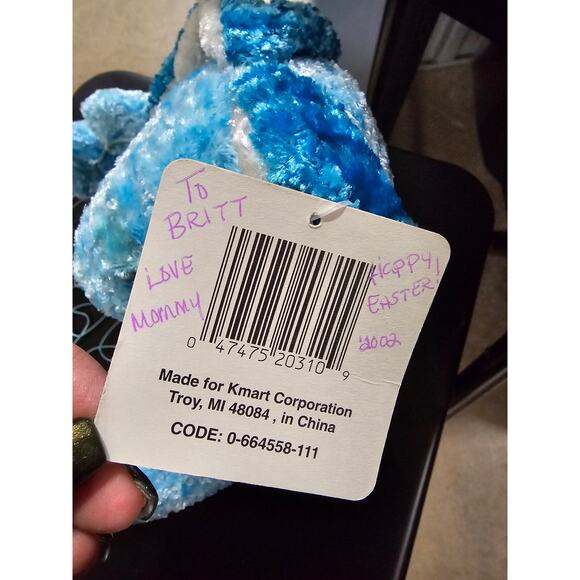 TO
BRITT
LOVE
Mommy
HAPPY!
EASTER!
2002
0 47475 20310 9
Made for Kmart Corporation
Troy, MI 48084 , in China
CODE: 0-664558-111